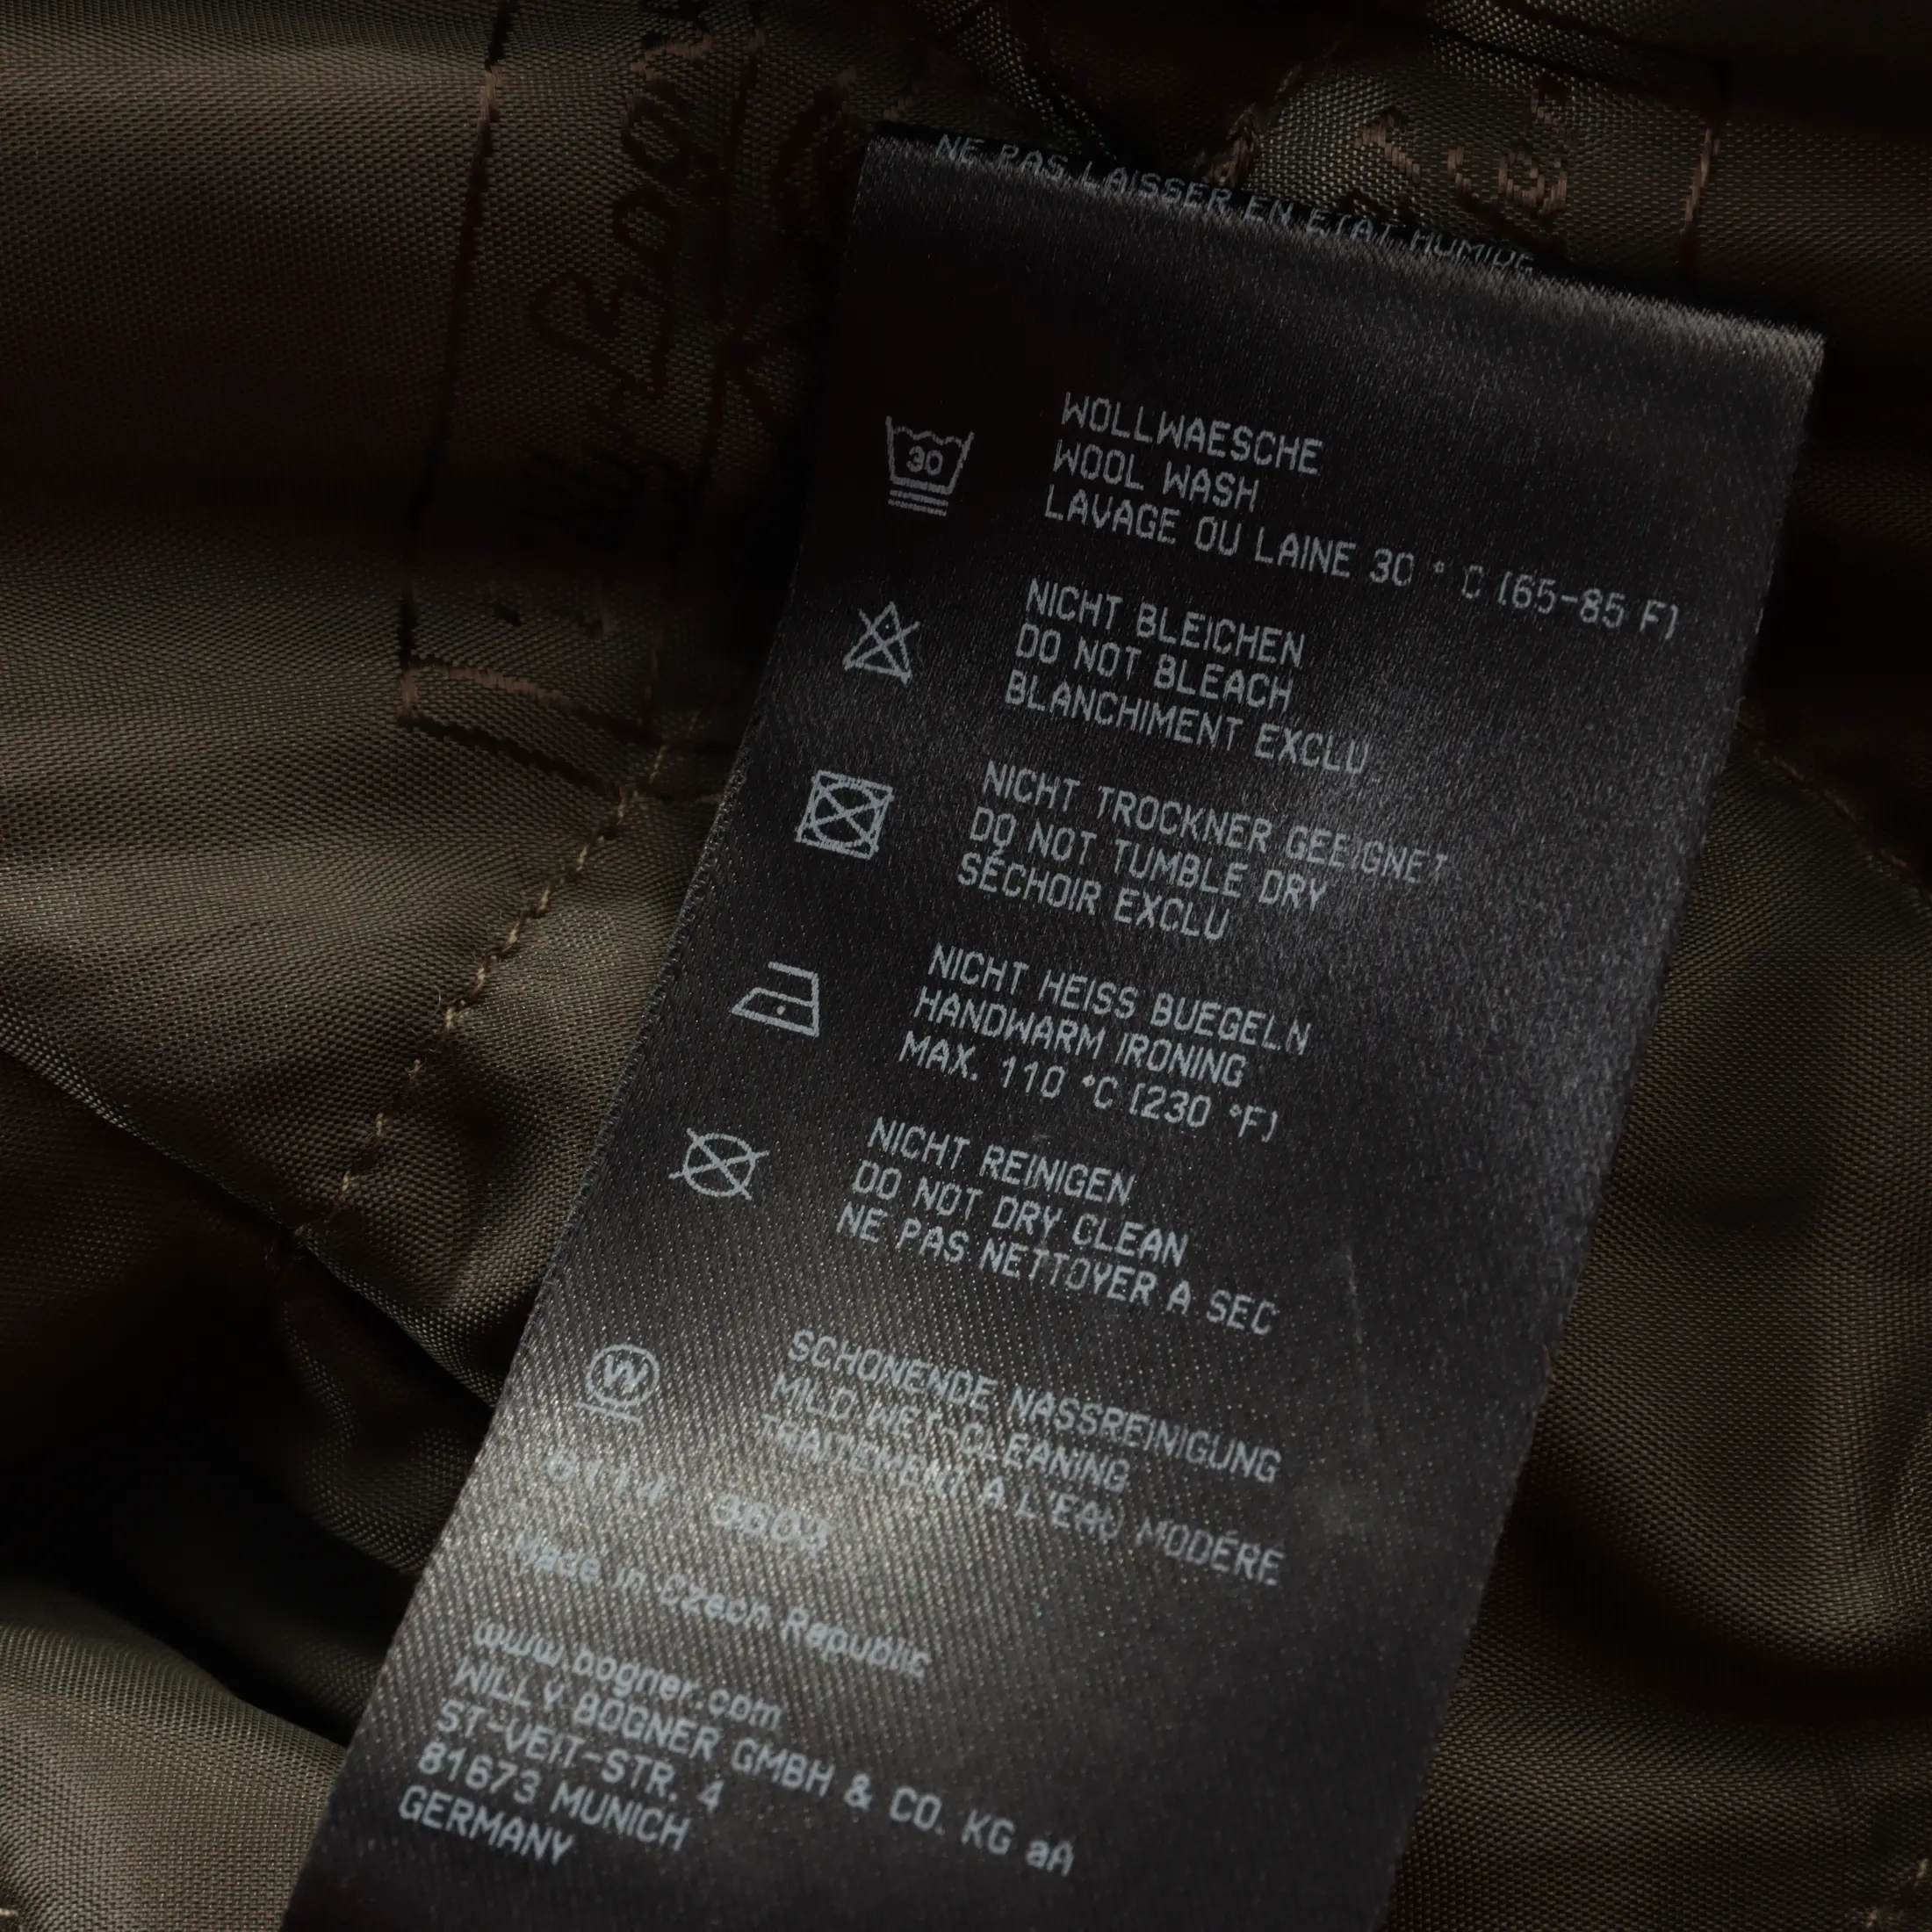 NE PAS LAISSER EN ETAT HUMIDE
30
WOLLWAESCHE
WOOL WASH
LAVAGE OU LAINE 30 ° C (65-85 F)
NICHT BLEICHEN
DO NOT BLEACH
BLANCHIMENT EXCLU
NICHT TROCKNER GEEIGNET
DO NOT TUMBLE DRY
SÉCHOIR EXCLU
NICHT HEISS BUEGELN
HANDWARM IRONING
MAX. 110 °C (230 °F)
NICHT REINIGEN
DO NOT DRY CLEAN
NE PAS NETTOYER A SEC
W
SCHONENDE NASSREINIGUNG
MILD WET-CLEANING
TRAITEMENT A L'EAU MODÉRÉ
Made in Czech Republic
www.bogner.com
WILLY BOGNER GMBH & CO. KG aA
ST-VEIT-STR. 4
81673 MUNICH
GERMANY